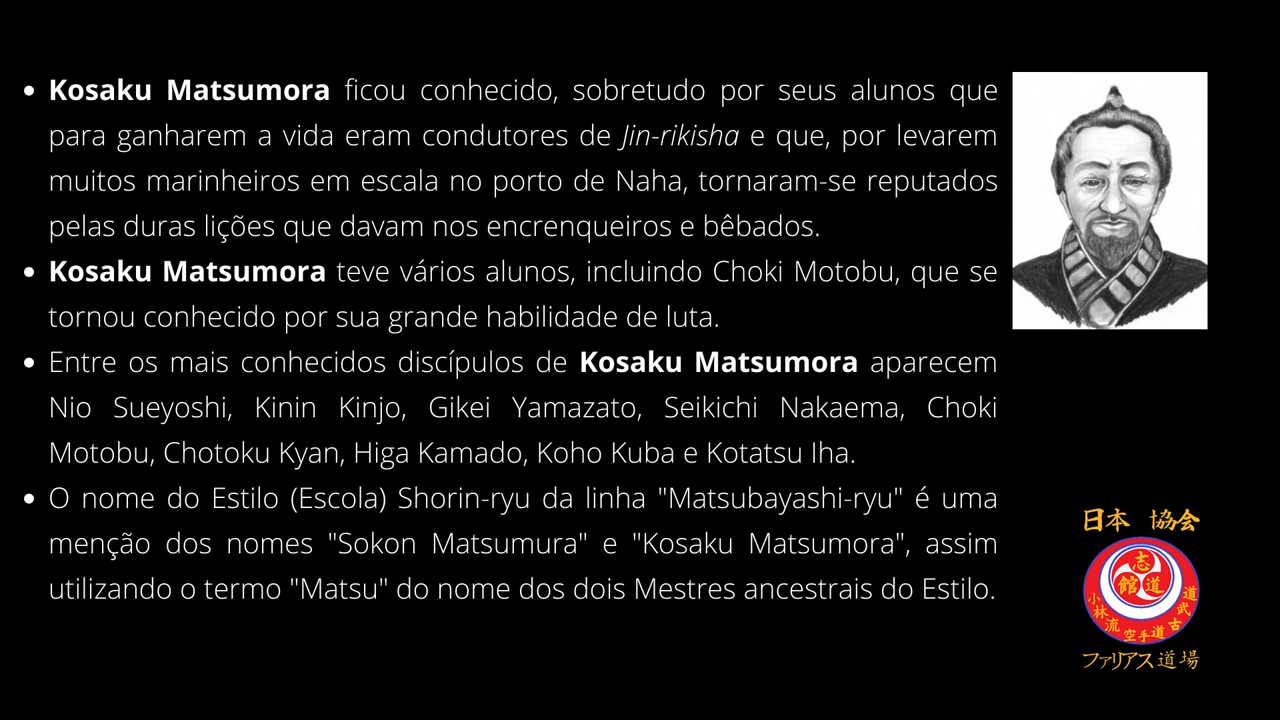 • Kosaku Matsumora ficou conhecido, sobretudo por seus alunos que
para ganharem a vida eram condutores de Jin-rikisha e que, por levarem
muitos marinheiros em escala no porto de Naha, tornaram-se reputados
pelas duras lições que davam nos encrenqueiros e bêbados.
• Kosaku Matsumora teve vários alunos, incluindo Choki Motobu, que se
tornou conhecido por sua grande habilidade de luta.
• Entre os mais conhecidos discípulos de Kosaku Matsumora aparecem
Nio Sueyoshi, Kinin Kinjo, Gikei Yamazato, Seikichi Nakaema, Choki
Motobu, Chotoku Kyan, Higa Kamado, Koho Kuba e Kotatsu Iha.
• O nome do Estilo (Escola) Shorin-ryu da linha "Matsubayashi-ryu" é uma
menção dos nomes "Sokon Matsumura" e "Kosaku Matsumora", assim
utilizando o termo "Matsu" do nome dos dois Mestres ancestrais do Estilo.
日本 協会
志
館道
小林流空手道古武道
ファリアス道場